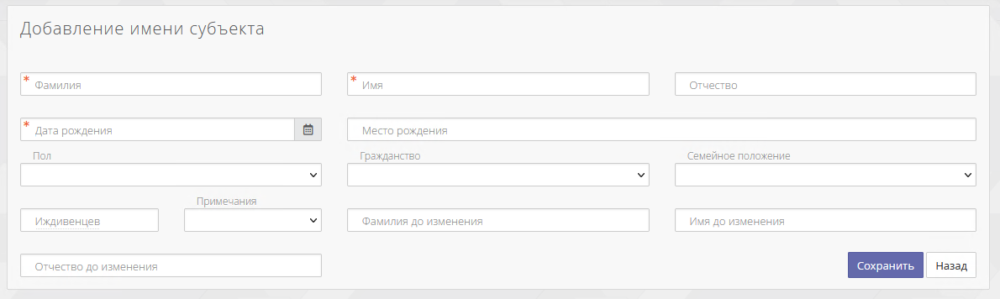 Добавление имени субъекта
* Фамилия
* Имя
Отчество
* Дата рождения
Место рождения
Пол
Гражданство
Семейное положение
Иждивенцев
Примечания
Фамилия до изменения
Имя до изменения
Отчество до изменения
Сохранить
Назад